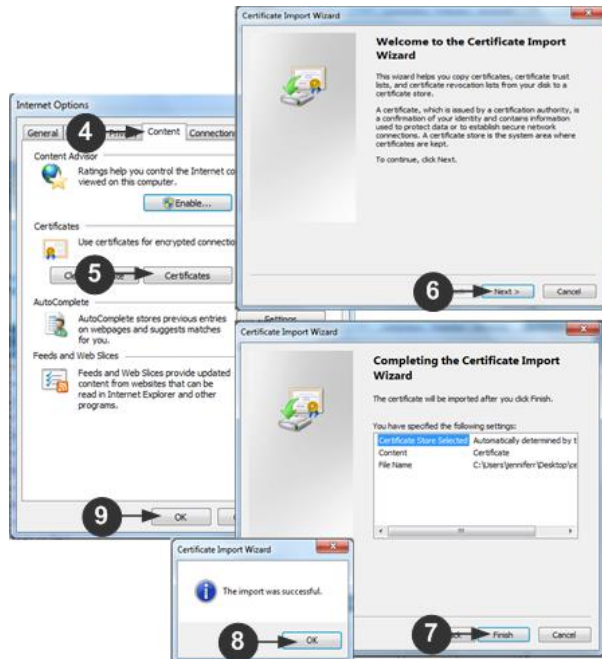 Certificate Import Wizard
Welcome to the Certificate Import
Wizard
This wizard helps you copy certificates, certificate trust
lists, and certificate revocation lists from your disk to a
certificate store.
A certificate, which is issued by a certification authority, is
a confirmation of your identity and contains information
used to protect data or to establish secure network
connections. A certificate store is the system area where
certificates are kept.
To continue, click Next.
6
Next >
Cancel
Internet Options
General
4
Content
Connections
Content Advisor
Ratings help you control the Internet co
viewed on this computer.
Enable...
Certificates
Use certificates for encrypted connectio
5
Certificates
AutoComplete
AutoComplete stores previous entries
on webpages and suggests matches
for you.
Settings
Feeds and Web Slices
Feeds and Web Slices provide updated
content from websites that can be
read in Internet Explorer and other
programs.
9
OK
Certificate Import Wizard
Completing the Certificate Import
Wizard
The certificate will be imported after you click Finish.
You have specified the following settings:
Certificate Store Selected Automatically determined by t
Content Certificate
File Name C:\Users\jenniferr\Desktop\ce
7
Finish
Cancel
Certificate Import Wizard
The import was successful.
8
OK